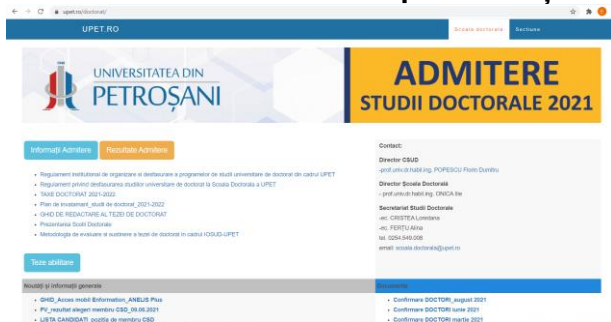 upet.ro/doctorat/
UPET.RO
Scoala doctorala
Sectiune
UNIVERSITATEA DIN
PETROȘANI
ADMITERE
STUDII DOCTORALE 2021
Informații Admitere
Rezultate Admitere
Regulament institutional de organizare si desfasurare a programelor de studii universitare de doctorat din cadrul UPET
Regulament privind desfasurarea studiilor universitare de doctorat la Scoala Doctorala a UPET
TAXE DOCTORAT 2021-2022
Plan de invatamant_studii de doctorat_2021-2022
GHID DE REDACTARE AL TEZEI DE DOCTORAT
Prezentarea Scolii Doctorale
Metodologia de evaluare si sustinere a tezei de doctorat in cadrul IOSUD-UPET
Teze abilitare
Contact:
Director CSUD
-prof.univ.dr.habil.ing. POPESCU Florin Dumitru
Director Scoala Doctorală
- prof.univ.dr.habil.ing. ONICA Ilie
Secretariat Studii Doctorale
-ec. CRISTEA Loredana
-ec. FERȚU Alina
tel. 0254.549.009
email: scoala.doctorala@upet.ro
Noutăți și informații generale
GHID_Acces mobil Enformation_ANELIS Plus
PV_rezultat alegeri membru CSD_09.06.2021
LISTA CANDIDATI_pozitia de membru CSD
Confirmare DOCTORI_august 2021
Confirmare DOCTORI iunie 2021
Confirmare DOCTORI martie 2021